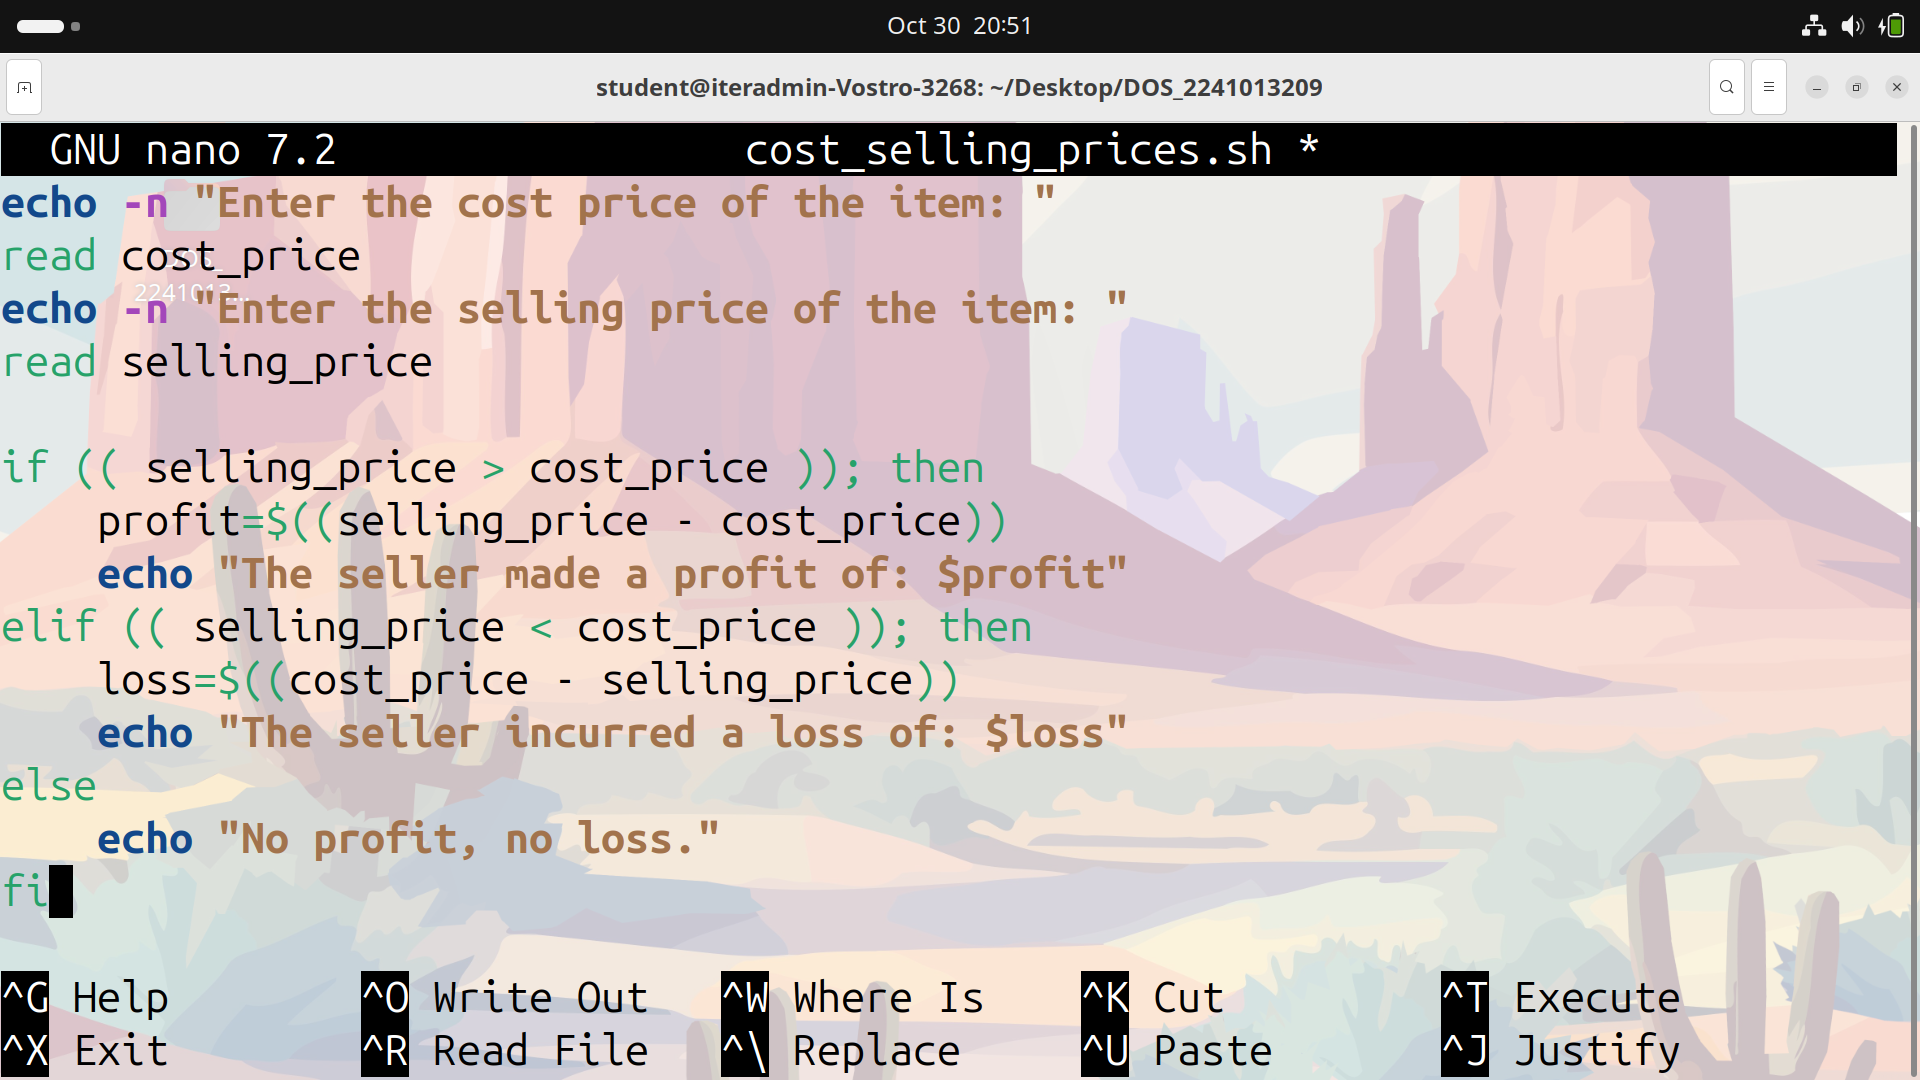 Oct 30 20:51
student@iteradmin-Vostro-3268: ~/Desktop/DOS_2241013209
GNU nano 7.2 cost_selling_prices.sh *
echo -n "Enter the cost price of the item: "
read cost_price
DOS_
2241013...
echo -n "Enter the selling price of the item: "
read selling_price
if (( selling_price > cost_price )); then
    profit=$((selling_price - cost_price))
    echo "The seller made a profit of: $profit"
elif (( selling_price < cost_price )); then
    loss=$((cost_price - selling_price))
    echo "The seller incurred a loss of: $loss"
else
    echo "No profit, no loss."
fi
^G Help ^O Write Out ^W Where Is ^K Cut ^T Execute
^X Exit ^R Read File ^\ Replace ^U Paste ^J Justify